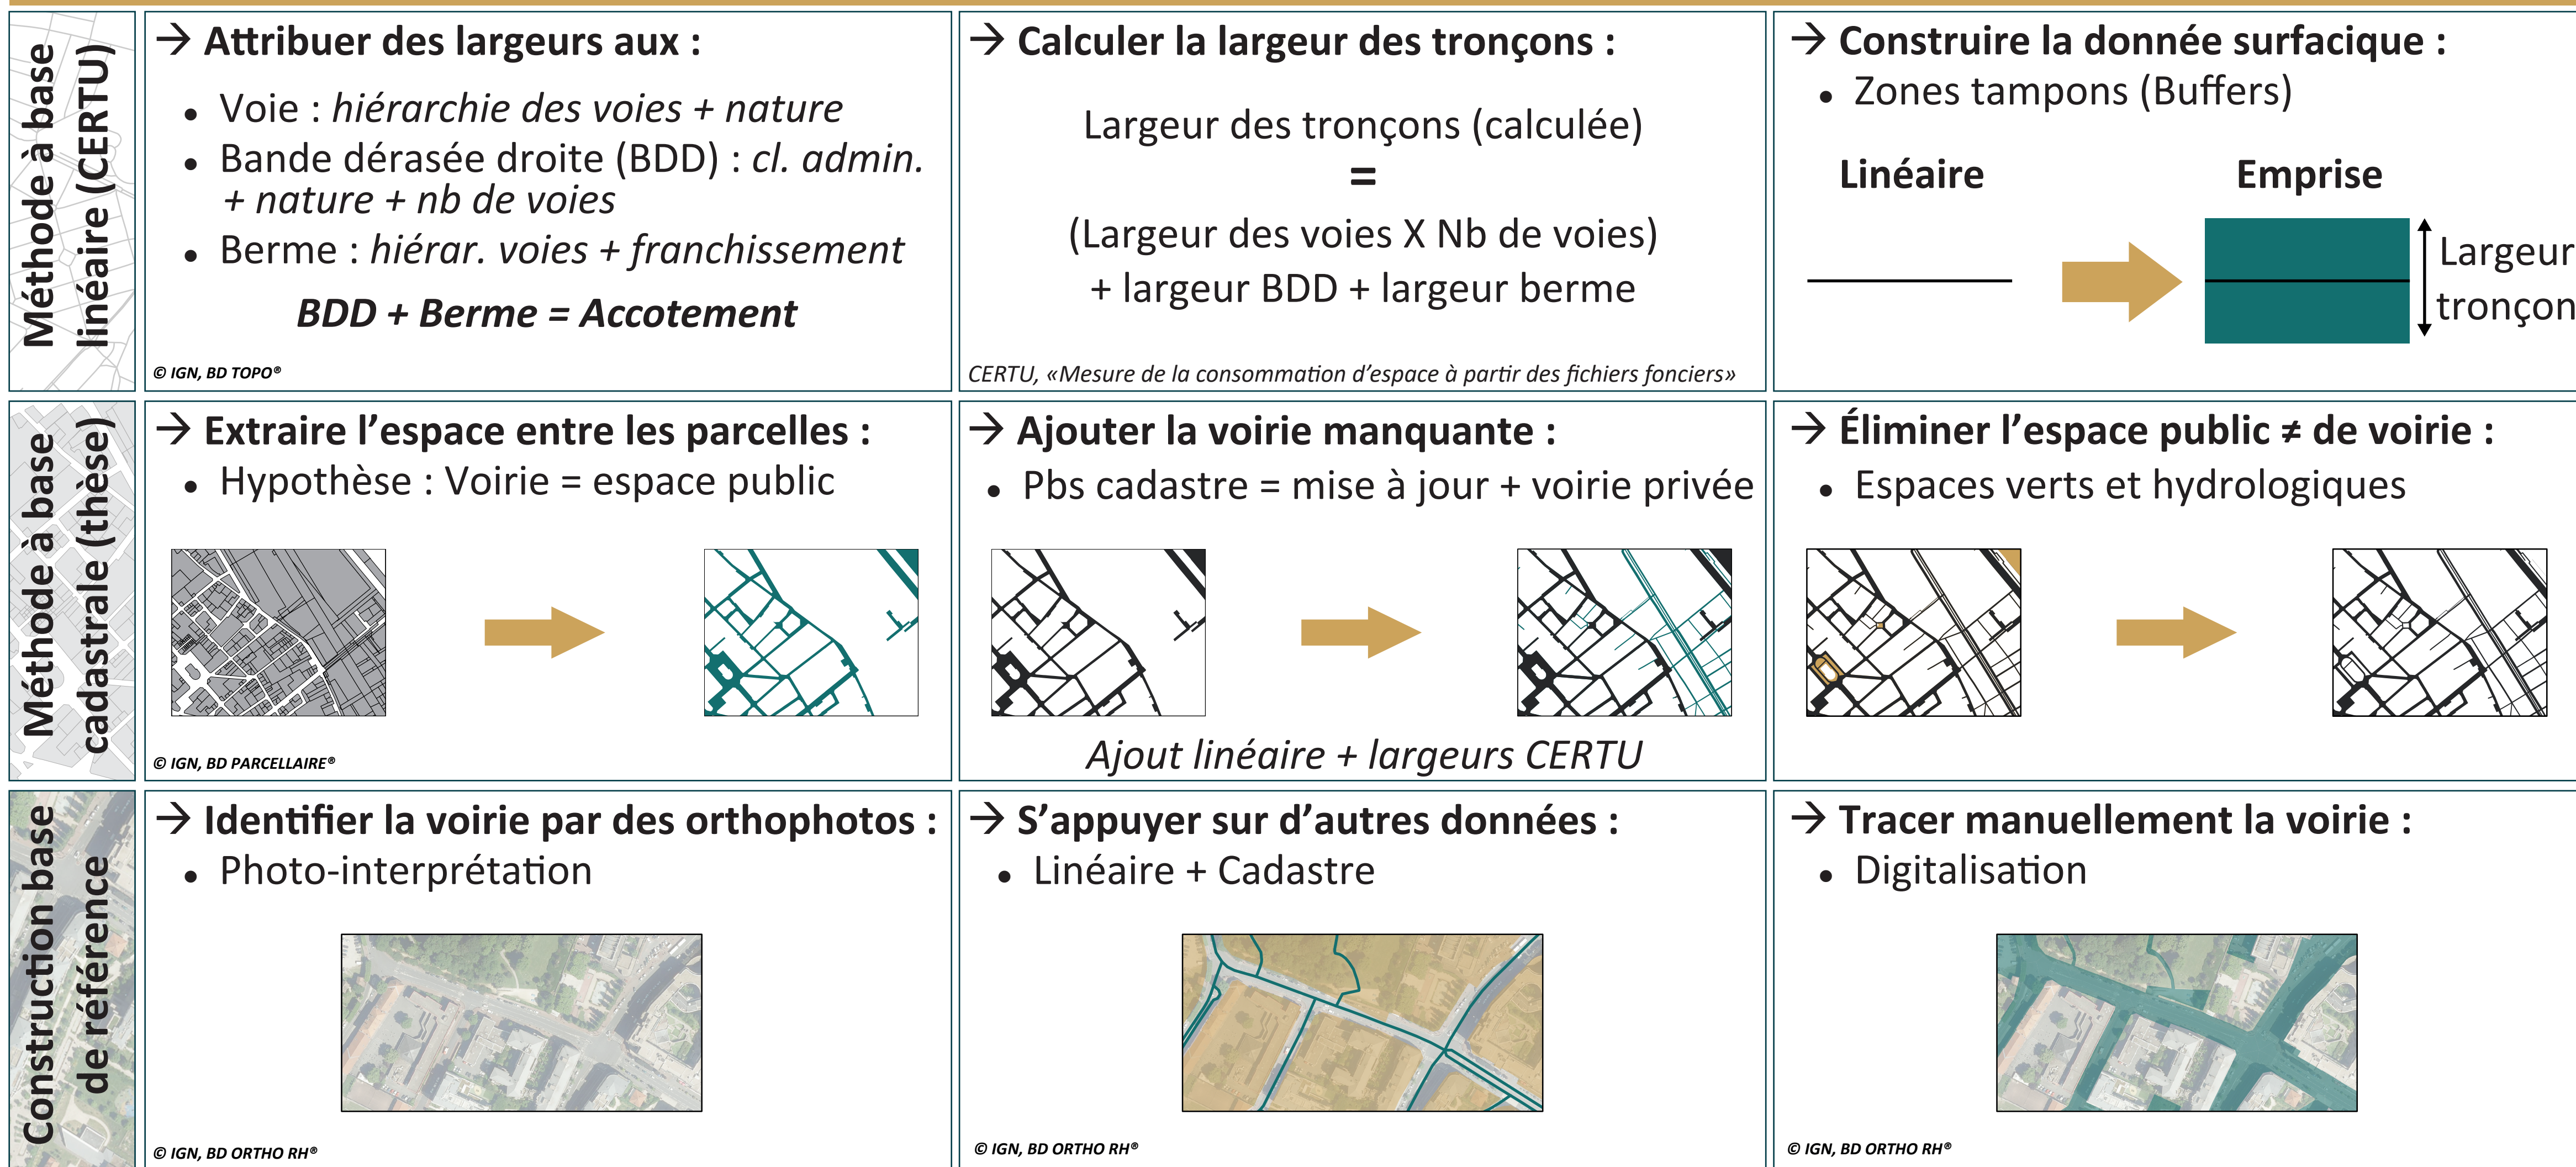 Méthode à base
linéaire (CERTU)
→ Attribuer des largeurs aux :
• Voie : hiérarchie des voies + nature
• Bande dérasée droite (BDD) : cl. admin.
+ nature + nb de voies
• Berme : hiérar. voies + franchissement
BDD + Berme = Accotement
© IGN, BD TOPO®
→ Calculer la largeur des tronçons :
Largeur des tronçons (calculée)
=
(Largeur des voies X Nb de voies)
+ largeur BDD + largeur berme
CERTU, «Mesure de la consommation d’espace à partir des fichiers fonciers»
→ Construire la donnée surfacique :
• Zones tampons (Buffers)
Linéaire
Emprise
Largeur
tronçon
Méthode à base
cadastrale (thèse)
→ Extraire l’espace entre les parcelles :
• Hypothèse : Voirie = espace public
© IGN, BD PARCELLAIRE®
→ Ajouter la voirie manquante :
• Pbs cadastre = mise à jour + voirie privée
Ajout linéaire + largeurs CERTU
→ Éliminer l’espace public ≠ de voirie :
• Espaces verts et hydrologiques
Construction base
de référence
→ Identifier la voirie par des orthophotos :
• Photo-interprétation
© IGN, BD ORTHO RH®
→ S’appuyer sur d’autres données :
• Linéaire + Cadastre
© IGN, BD ORTHO RH®
→ Tracer manuellement la voirie :
• Digitalisation
© IGN, BD ORTHO RH®